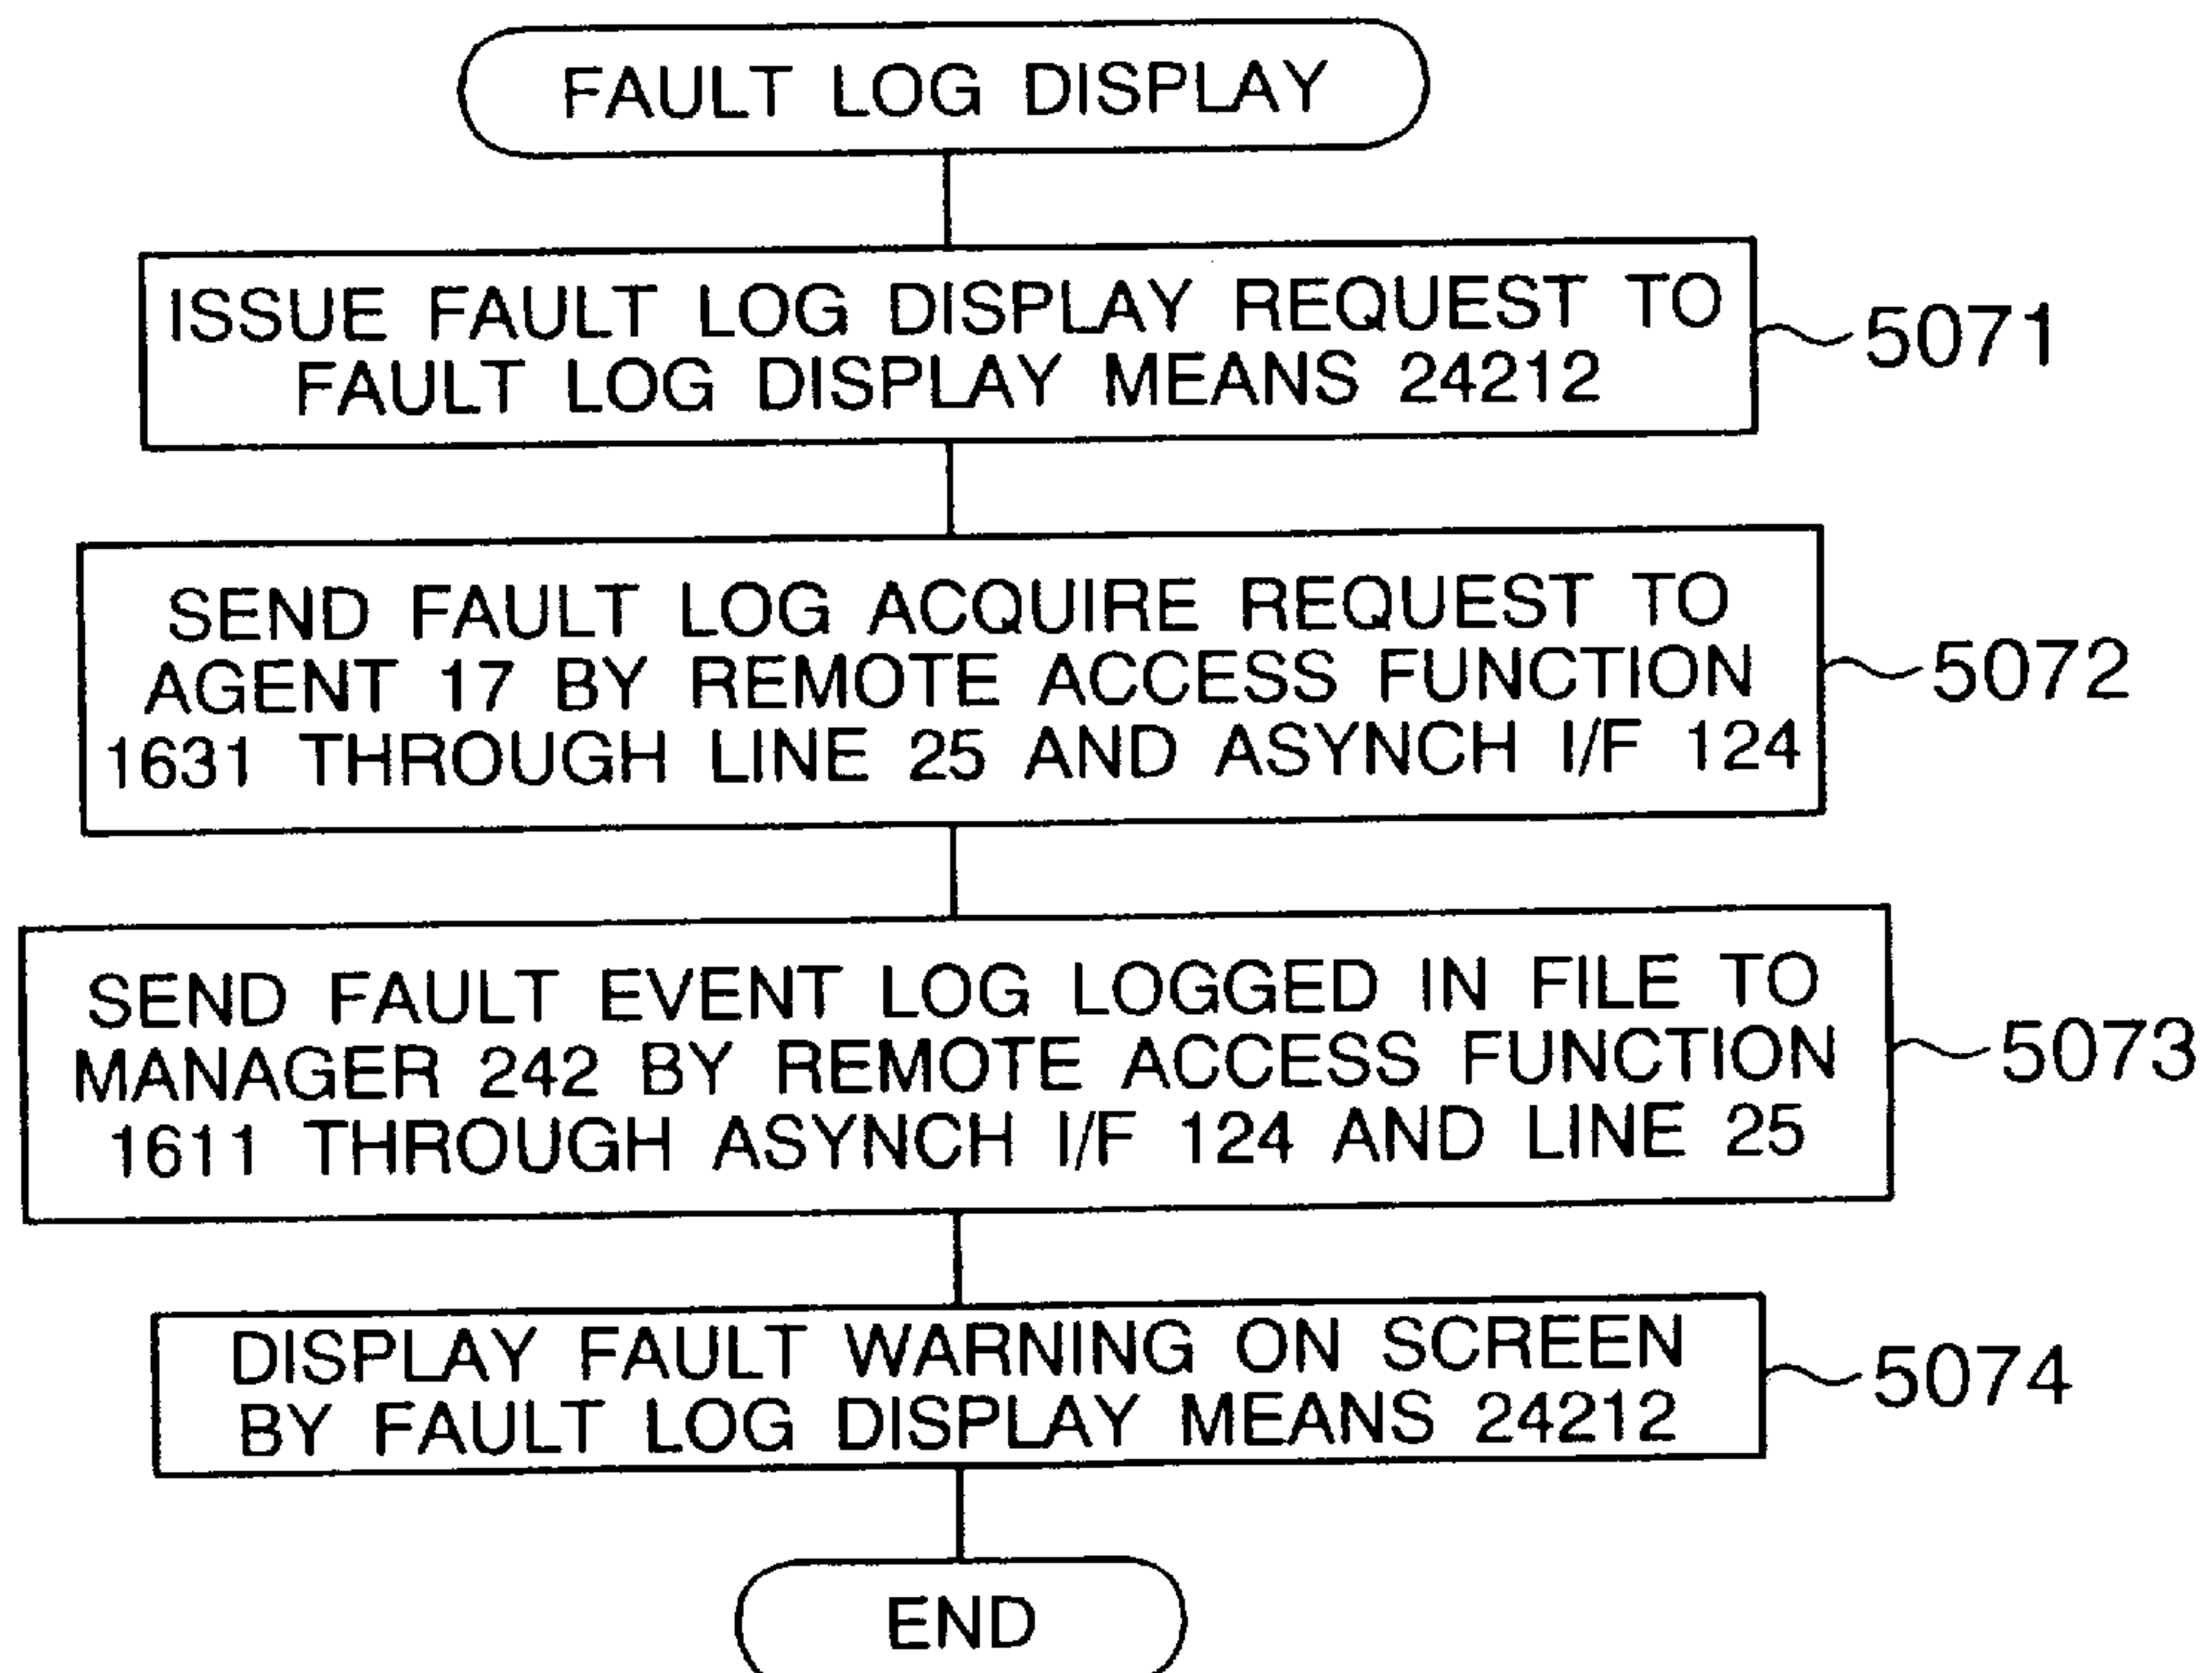 FAULT LOG DISPLAY
ISSUE FAULT LOG DISPLAY REQUEST TO
FAULT LOG DISPLAY MEANS 24212
5071
SEND FAULT LOG ACQUIRE REQUEST TO
AGENT 17 BY REMOTE ACCESS FUNCTION
1631 THROUGH LINE 25 AND ASYNCH I/F 124
5072
SEND FAULT EVENT LOG LOGGED IN FILE TO
MANAGER 242 BY REMOTE ACCESS FUNCTION
1611 THROUGH ASYNCH I/F 124 AND LINE 25
5073
DISPLAY FAULT WARNING ON SCREEN
BY FAULT LOG DISPLAY MEANS 24212
5074
END